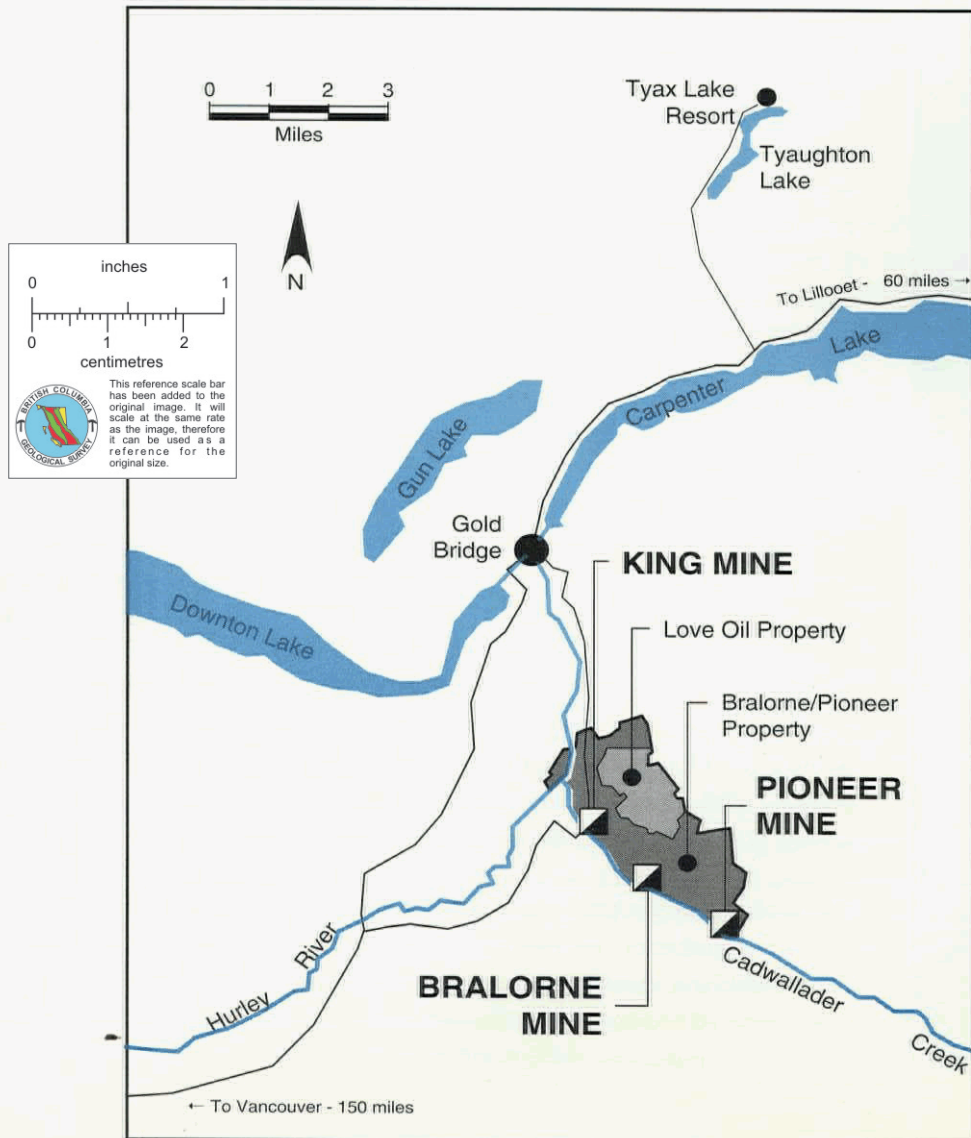 0 1 2 3
Miles
N
Tyax Lake
Resort
Tyaughton
Lake
inches
0 1
0 1 2
centimetres
This reference scale bar
has been added to the
original image. It will
scale at the same rate
as the image, therefore
it can be used as a
reference for the
original size.
BRITISH COLUMBIA
GEOLOGICAL SURVEY
To Lillooet - 60 miles →
Carpenter Lake
Gun Lake
Gold
Bridge
KING MINE
Downton Lake
Love Oil Property
Bralorne/Pioneer
Property
PIONEER
MINE
Hurley River
BRALORNE
MINE
Cadwallader Creek
← To Vancouver - 150 miles